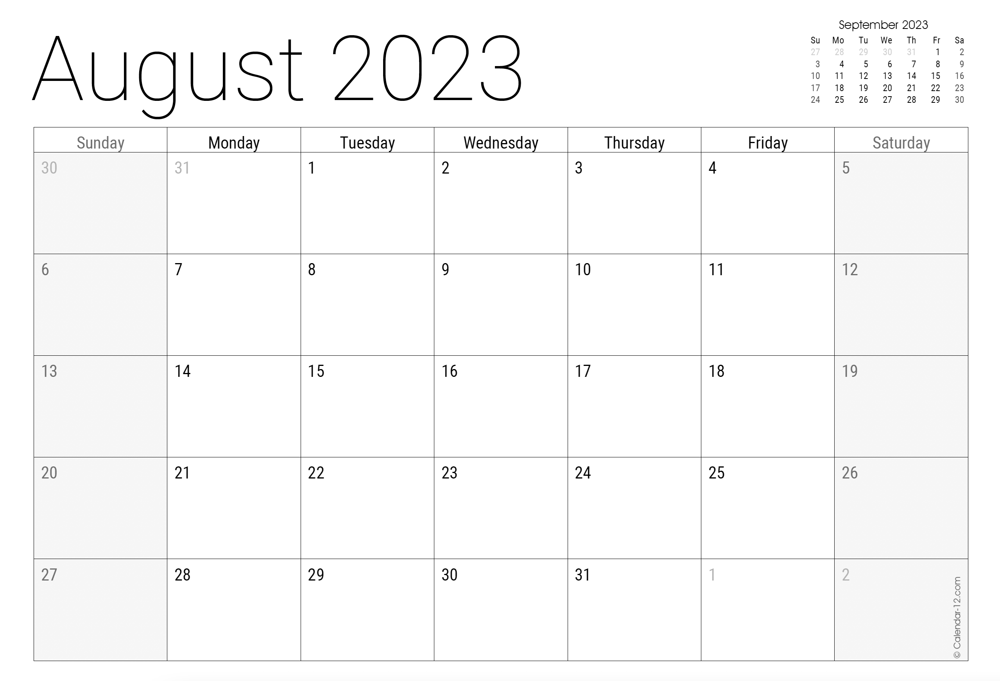 August 2023
September 2023
Su Mo Tu We Th Fr Sa
27 28 29 30 31 1 2
3 4 5 6 7 8 9
10 11 12 13 14 15 16
17 18 19 20 21 22 23
24 25 26 27 28 29 30
Sunday Monday Tuesday Wednesday Thursday Friday Saturday
30 31 1 2 3 4 5
6 7 8 9 10 11 12
13 14 15 16 17 18 19
20 21 22 23 24 25 26
27 28 29 30 31 1 2
© Calendar-12.com